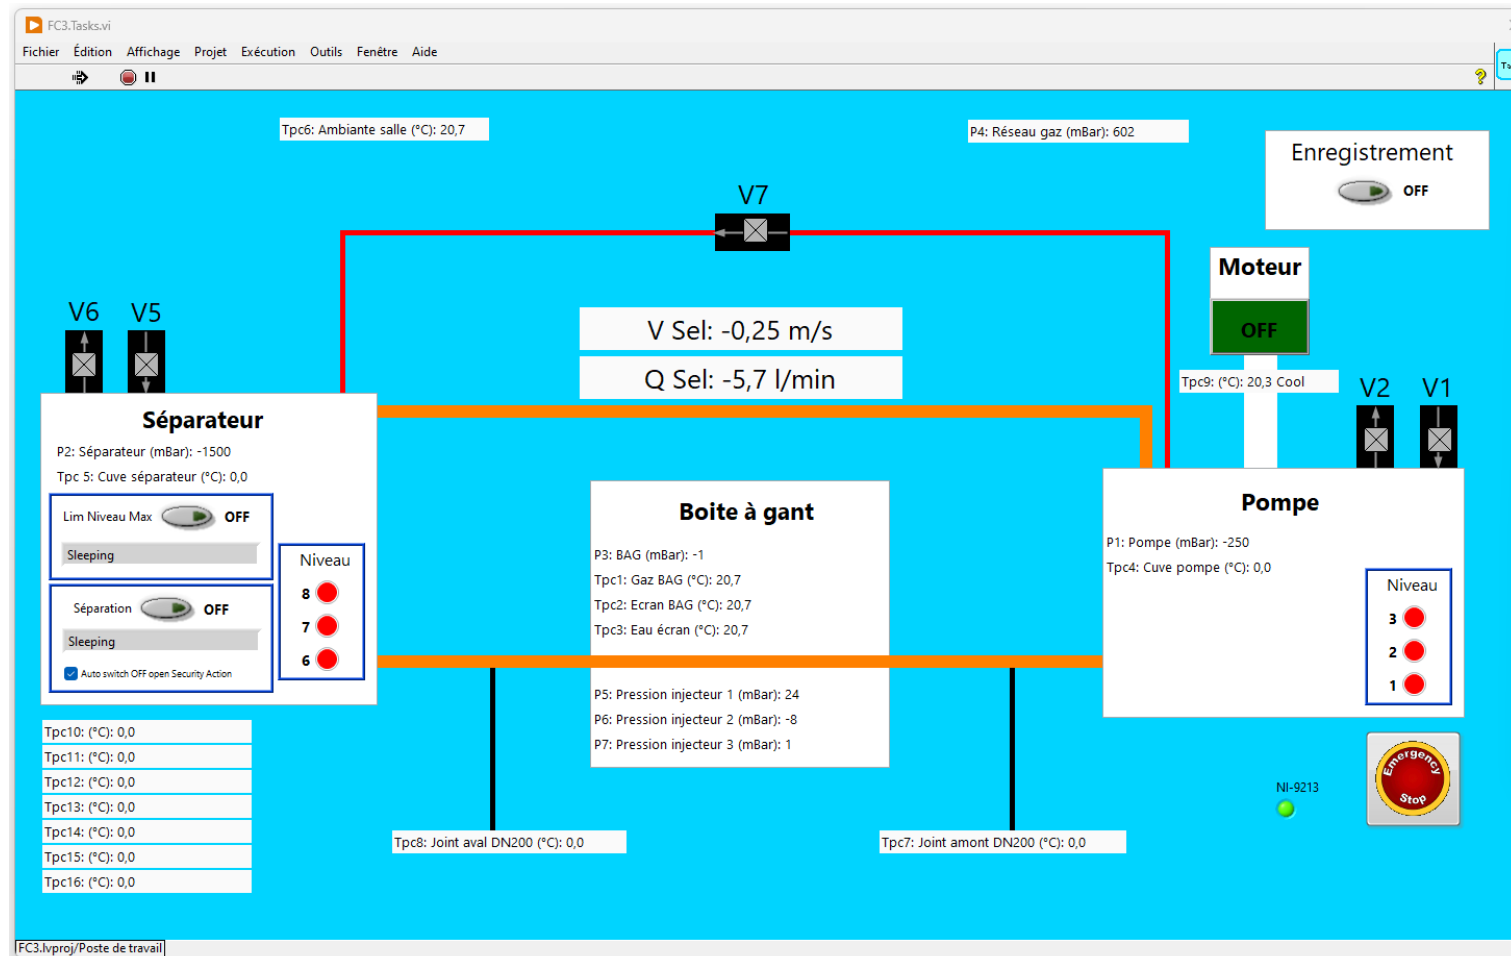 FC3.Tasks.vi
Fichier Édition Affichage Projet Exécution Outils Fenêtre Aide
Tpc6: Ambiante salle (°C): 20,7
P4: Réseau gaz (mBar): 602
Enregistrement
OFF
V7
Moteur
OFF
V6 V5
V Sel: -0,25 m/s
Q Sel: -5,7 l/min
Tpc9: (°C): 20,3 Cool
V2 V1
Séparateur
P2: Séparateur (mBar): -1500
Tpc 5: Cuve séparateur (°C): 0,0
Lim Niveau Max OFF
Sleeping
Séparation OFF
Sleeping
Auto switch OFF open Security Action
Niveau
8
7
6
Boite à gant
P3: BAG (mBar): -1
Tpc1: Gaz BAG (°C): 20,7
Tpc2: Ecran BAG (°C): 20,7
Tpc3: Eau écran (°C): 20,7
P5: Pression injecteur 1 (mBar): 24
P6: Pression injecteur 2 (mBar): -8
P7: Pression injecteur 3 (mBar): 1
Pompe
P1: Pompe (mBar): -250
Tpc4: Cuve pompe (°C): 0,0
Niveau
3
2
1
Tpc10: (°C): 0,0
Tpc11: (°C): 0,0
Tpc12: (°C): 0,0
Tpc13: (°C): 0,0
Tpc14: (°C): 0,0
Tpc15: (°C): 0,0
Tpc16: (°C): 0,0
Tpc8: Joint aval DN200 (°C): 0,0
Tpc7: Joint amont DN200 (°C): 0,0
NI-9213
Emergency
Stop
FC3.lvproj/Poste de travail